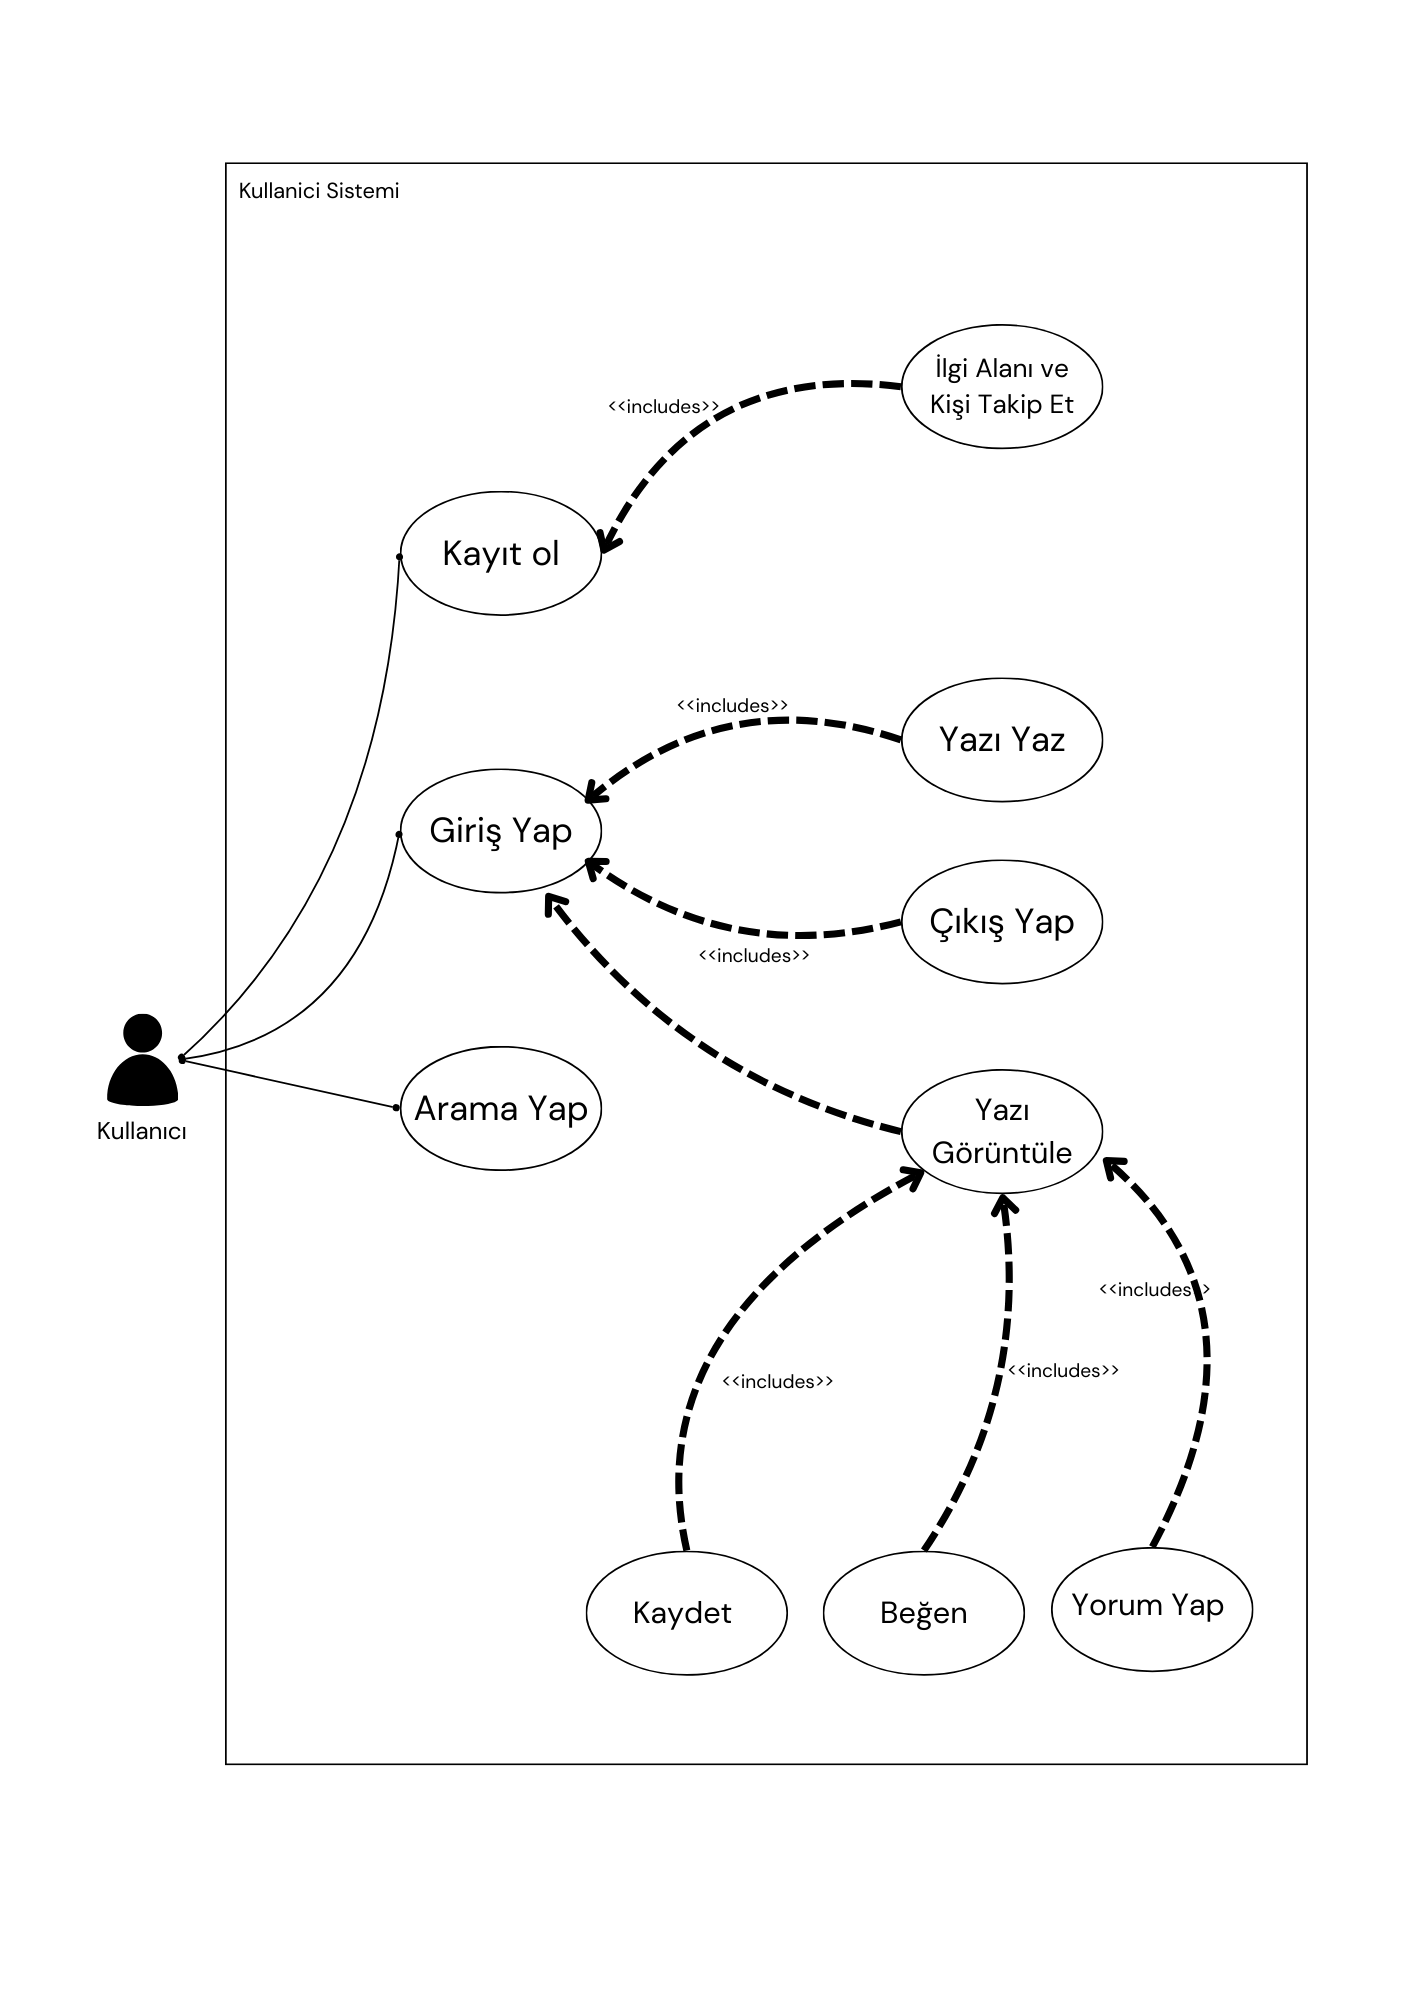 Kullanici Sistemi
İlgi Alanı ve
Kişi Takip Et
<<includes>>
Kayıt ol
<<includes>>
Yazı Yaz
Giriş Yap
Çıkış Yap
<<includes>>
Kullanıcı
Arama Yap
Yazı
Görüntüle
<<includes>>
<<includes>>
<<includes>>
Kaydet
Beğen
Yorum Yap